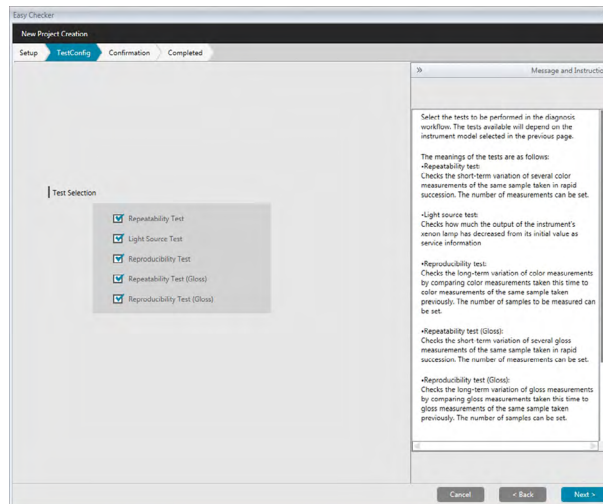 Easy Checker
New Project Creation
Setup TestConfig Confirmation Completed
» Message and Instructio
Select the tests to be performed in the diagnosis
workflow. The tests available will depend on the
instrument model selected in the previous page.
The meanings of the tests are as follows:
•Repeatability test:
Checks the short-term variation of several color
measurements of the same sample taken in rapid
succession. The number of measurements can be set.
•Light source test:
Checks how much the output of the instrument's
xenon lamp has decreased from its initial value as
service information
•Reproducibility test:
Checks the long-term variation of color measurements
by comparing color measurements taken this time to
color measurements of the same sample taken
previously. The number of samples to be measured can
be set.
•Repeatability test (Gloss):
Checks the short-term variation of several gloss
measurements of the same sample taken in rapid
succession. The number of measurements can be set.
•Reproducibility test (Gloss):
Checks the long-term variation of gloss measurements
by comparing gloss measurements taken this time to
gloss measurements of the same sample taken
previously. The number of samples can be set.
Test Selection
Repeatability Test
Light Source Test
Reproducibility Test
Repeatability Test (Gloss)
Reproducibility Test (Gloss)
Cancel < Back Next >